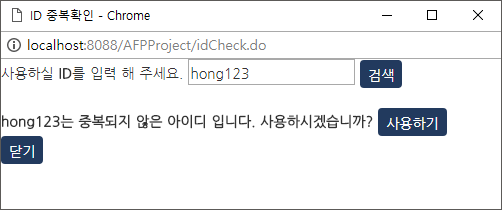 ID 중복확인 - Chrome
localhost:8088/AFPProject/idCheck.do
사용하실 ID를 입력 해 주세요. hong123 검색
hong123는 중복되지 않은 아이디 입니다. 사용하시겠습니까? 사용하기
닫기